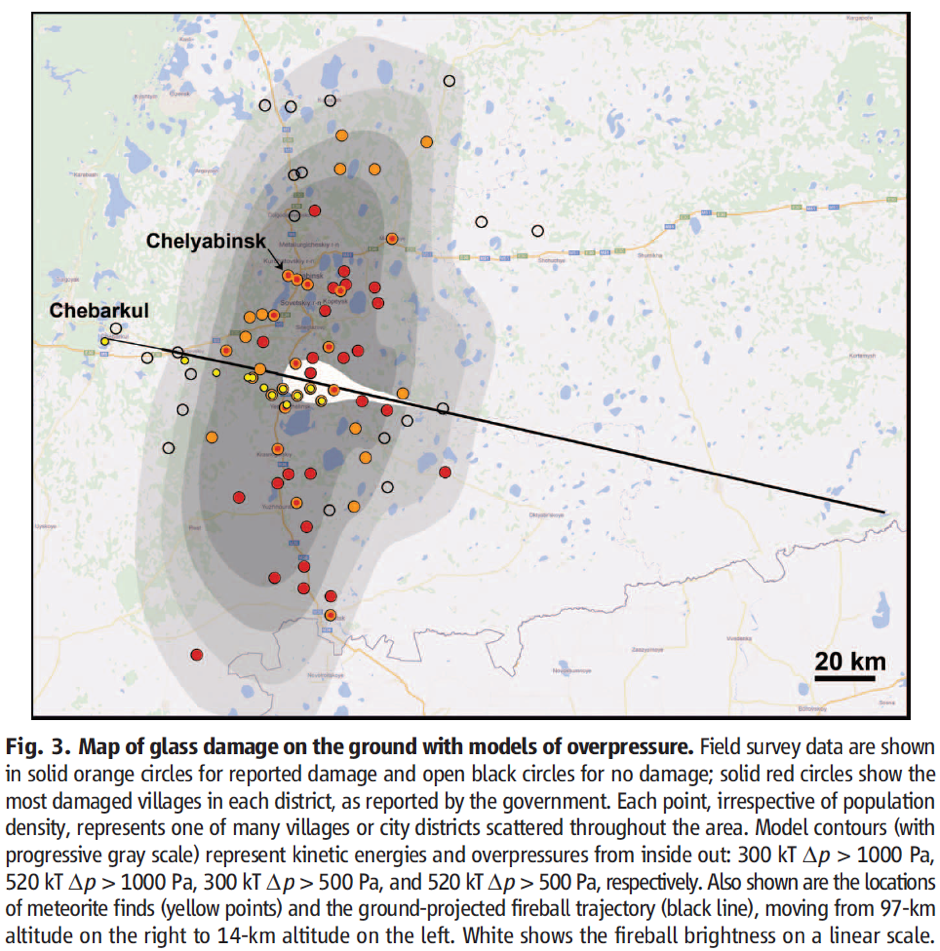 Chelyabinsk
Chebarkul
20 km
Fig. 3. Map of glass damage on the ground with models of overpressure. Field survey data are shown
in solid orange circles for reported damage and open black circles for no damage; solid red circles show the
most damaged villages in each district, as reported by the government. Each point, irrespective of population
density, represents one of many villages or city districts scattered throughout the area. Model contours (with
progressive gray scale) represent kinetic energies and overpressures from inside out: 300 kT Δp > 1000 Pa,
520 kT Δp > 1000 Pa, 300 kT Δp > 500 Pa, and 520 kT Δp > 500 Pa, respectively. Also shown are the locations
of meteorite finds (yellow points) and the ground-projected fireball trajectory (black line), moving from 97-km
altitude on the right to 14-km altitude on the left. White shows the fireball brightness on a linear scale.